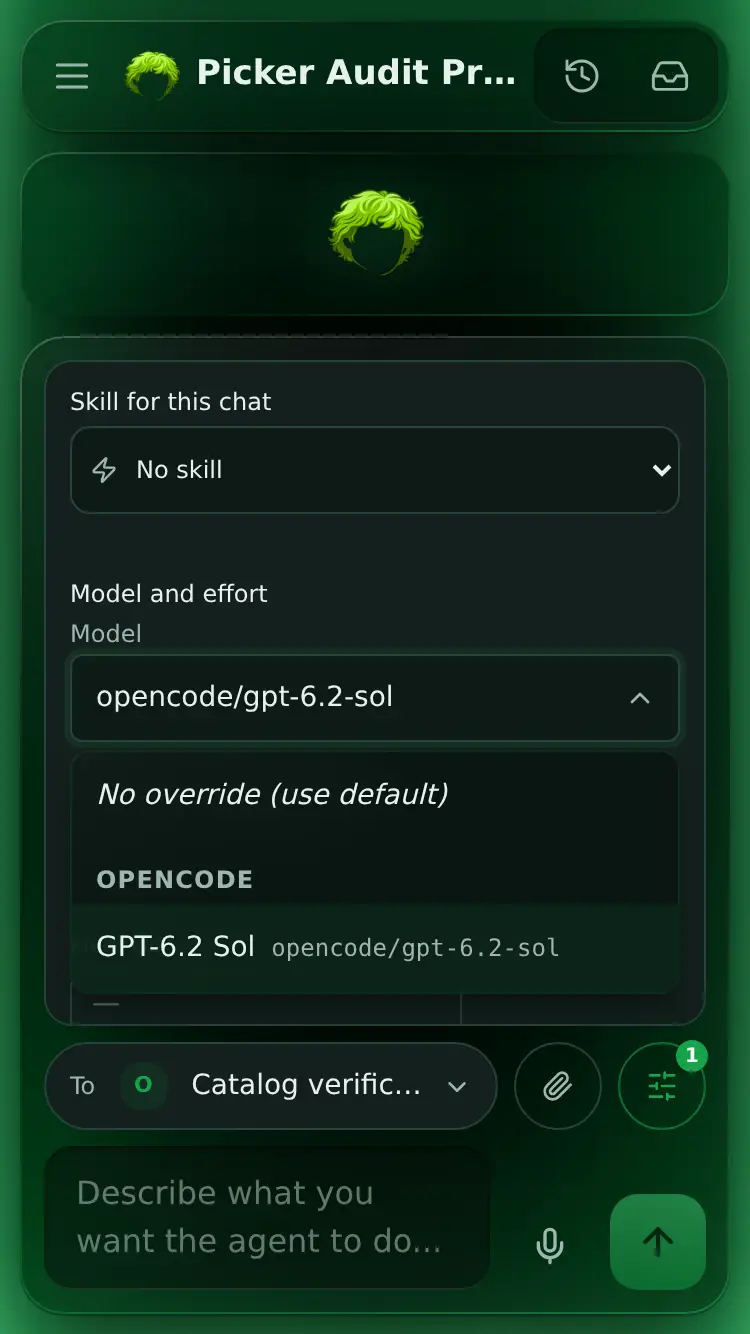 Picker Audit Pr...
Skill for this chat
No skill
Model and effort
Model
opencode/gpt-6.2-sol
No override (use default)
OPENCODE
GPT-6.2 Sol opencode/gpt-6.2-sol
1
To O Catalog verific...
Describe what you
want the agent to do...